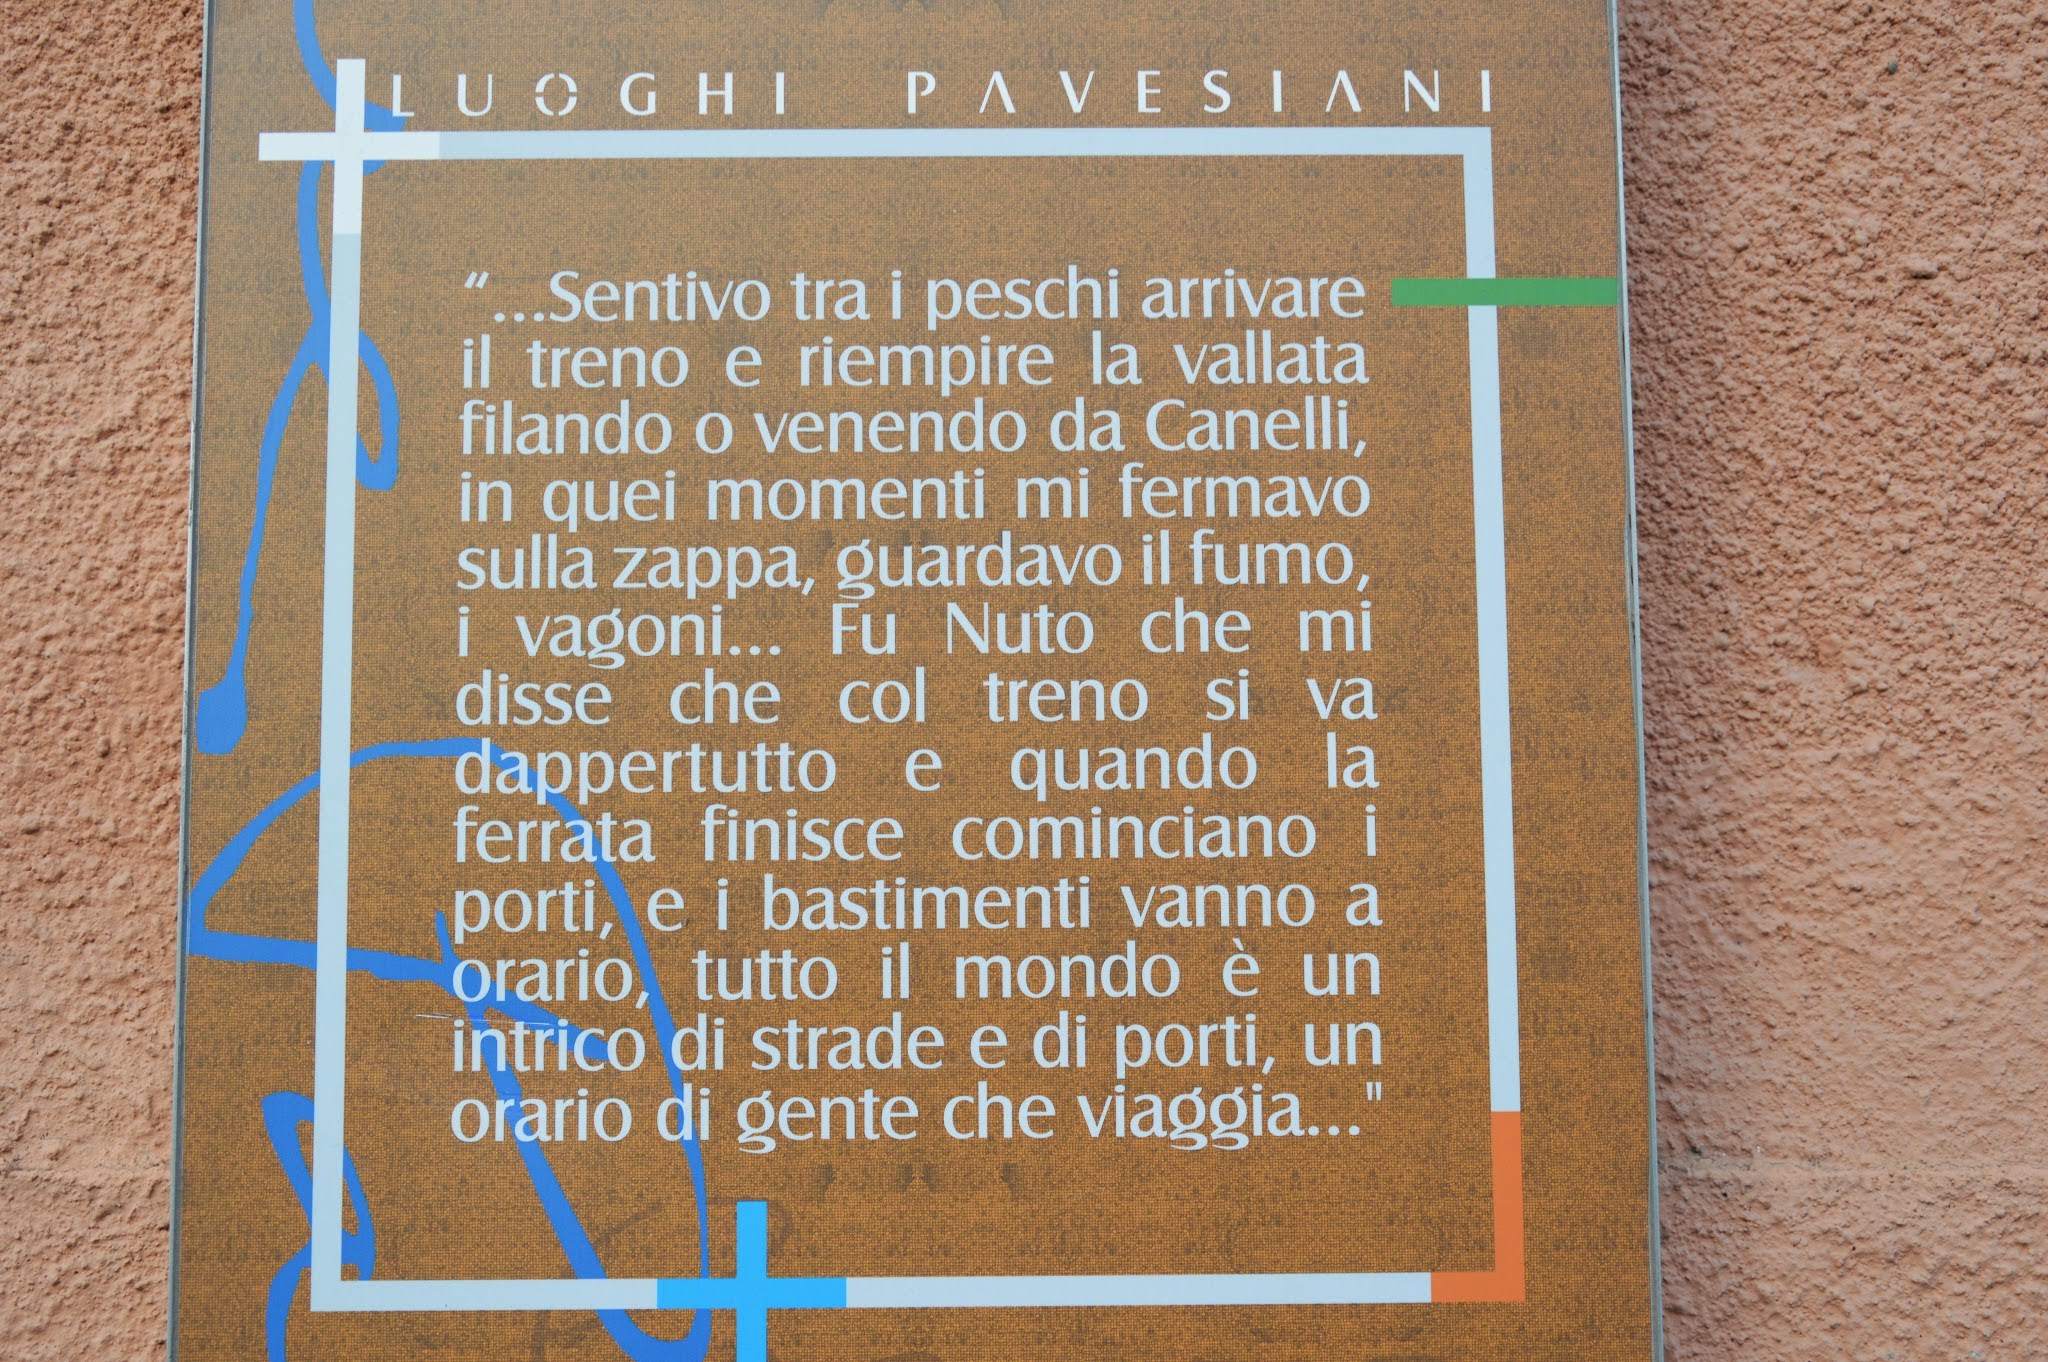 LUOGHI PAVESIANI
“ ...Sentivo tra i peschi arrivare
il treno e riempire la vallata
filando o venendo da Canelli,
in quei momenti mi fermavo
sulla zappa, guardavo il fumo,
i vagoni... Fu Nuto che mi
disse che col treno si va
dappertutto e quando la
ferrata finisce cominciano i
porti, e i bastimenti vanno a
orario, tutto il mondo è un
intrico di strade e di porti, un
orario di gente che viaggia..."